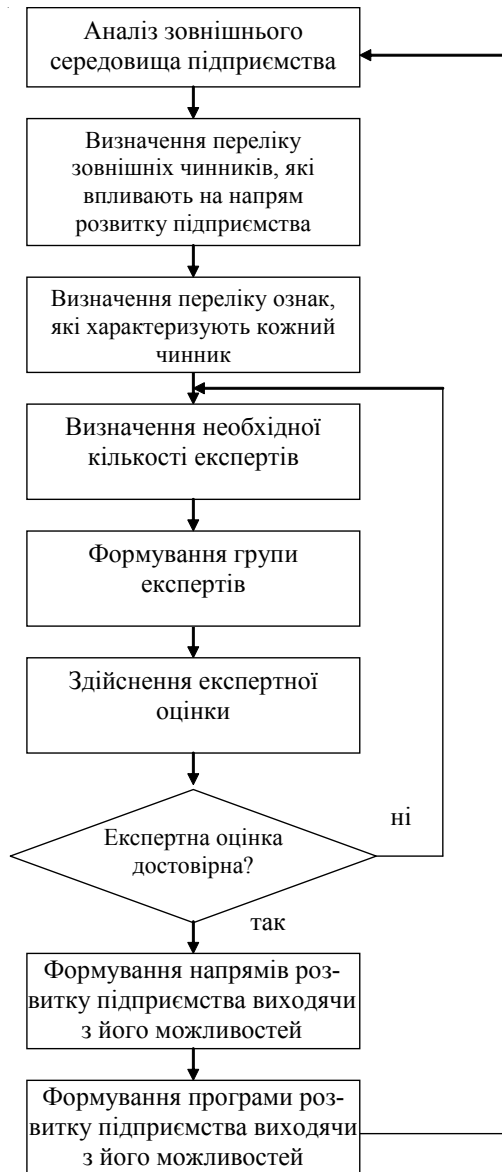 Аналіз зовнішнього
середовища підприємства
Визначення переліку
зовнішніх чинників, які
впливають на напрям
розвитку підприємства
Визначення переліку ознак,
які характеризують кожний
чинник
Визначення необхідної
кількості експертів
Формування групи
експертів
Здійснення експертної
оцінки
ні
Експертна оцінка
достовірна?
так
Формування напрямів роз-
витку підприємства виходячи
з його можливостей
Формування програми роз-
витку підприємства виходячи
з його можливостей